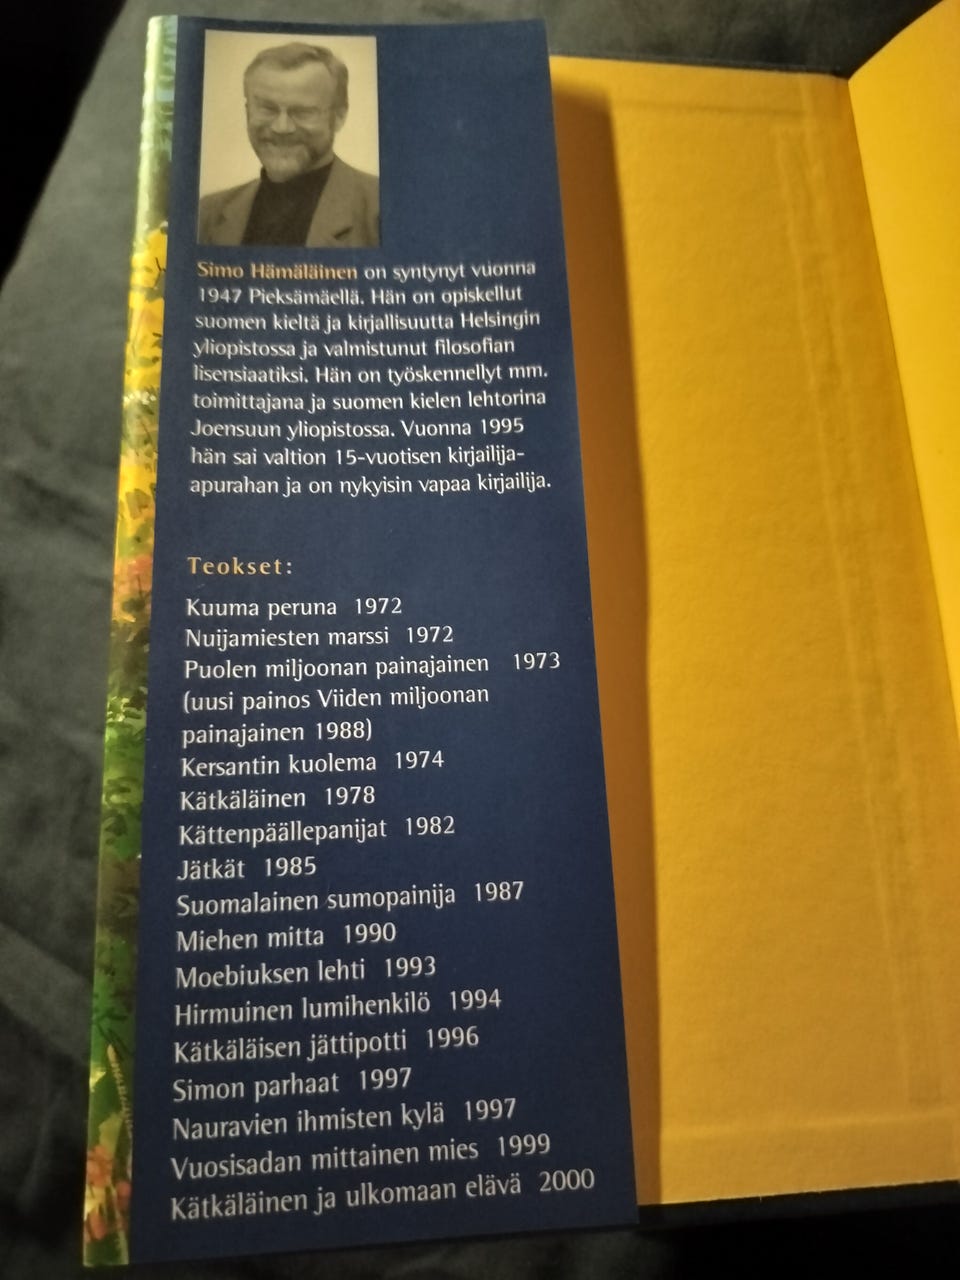 Simo Hämäläinen on syntynyt vuonna
1947 Pieksämäellä. Hän on opiskellut
suomen kieltä ja kirjallisuutta Helsingin
yliopistossa ja valmistunut filosofian
lisensiaatiksi. Hän on työskennellyt mm.
toimittajana ja suomen kielen lehtorina
Joensuun yliopistossa. Vuonna 1995
hän sai valtion 15-vuotisen kirjailija-
apurahan ja on nykyisin vapaa kirjailija.
Teokset:
Kuuma peruna 1972
Nuijamiesten marssi 1972
Puolen miljoonan painajainen 1973
(uusi painos Viiden miljoonan
painajainen 1988)
Kersantin kuolema 1974
Kätkäläinen 1978
Kättenpäällepanijat 1982
Jätkät 1985
Suomalainen sumopainija 1987
Miehen mitta 1990
Moebiuksen lehti 1993
Hirmuinen lumihenkilö 1994
Kätkäläisen jättipotti 1996
Simon parhaat 1997
Nauravien ihmisten kylä 1997
Vuosisadan mittainen mies 1999
Kätkäläinen ja ulkomaan elävä 2000